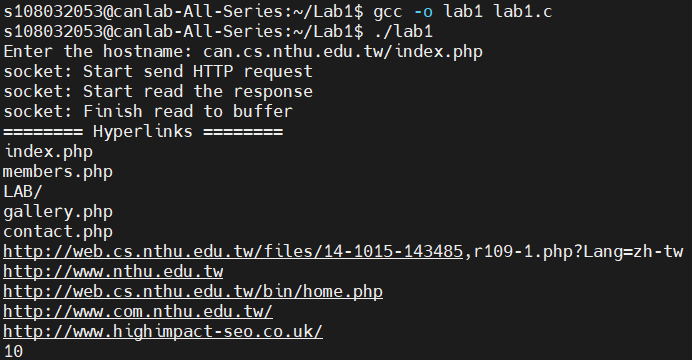 s108032053@canlab-All-Series:~/Lab1$ gcc -o lab1 lab1.c
s108032053@canlab-All-Series:~/Lab1$ ./lab1
Enter the hostname: can.cs.nthu.edu.tw/index.php
socket: Start send HTTP request
socket: Start read the response
socket: Finish read to buffer
======== Hyperlinks ========
index.php
members.php
LAB/
gallery.php
contact.php
http://web.cs.nthu.edu.tw/files/14-1015-143485,r109-1.php?Lang=zh-tw
http://www.nthu.edu.tw
http://web.cs.nthu.edu.tw/bin/home.php
http://www.com.nthu.edu.tw/
http://www.highimpact-seo.co.uk/
10